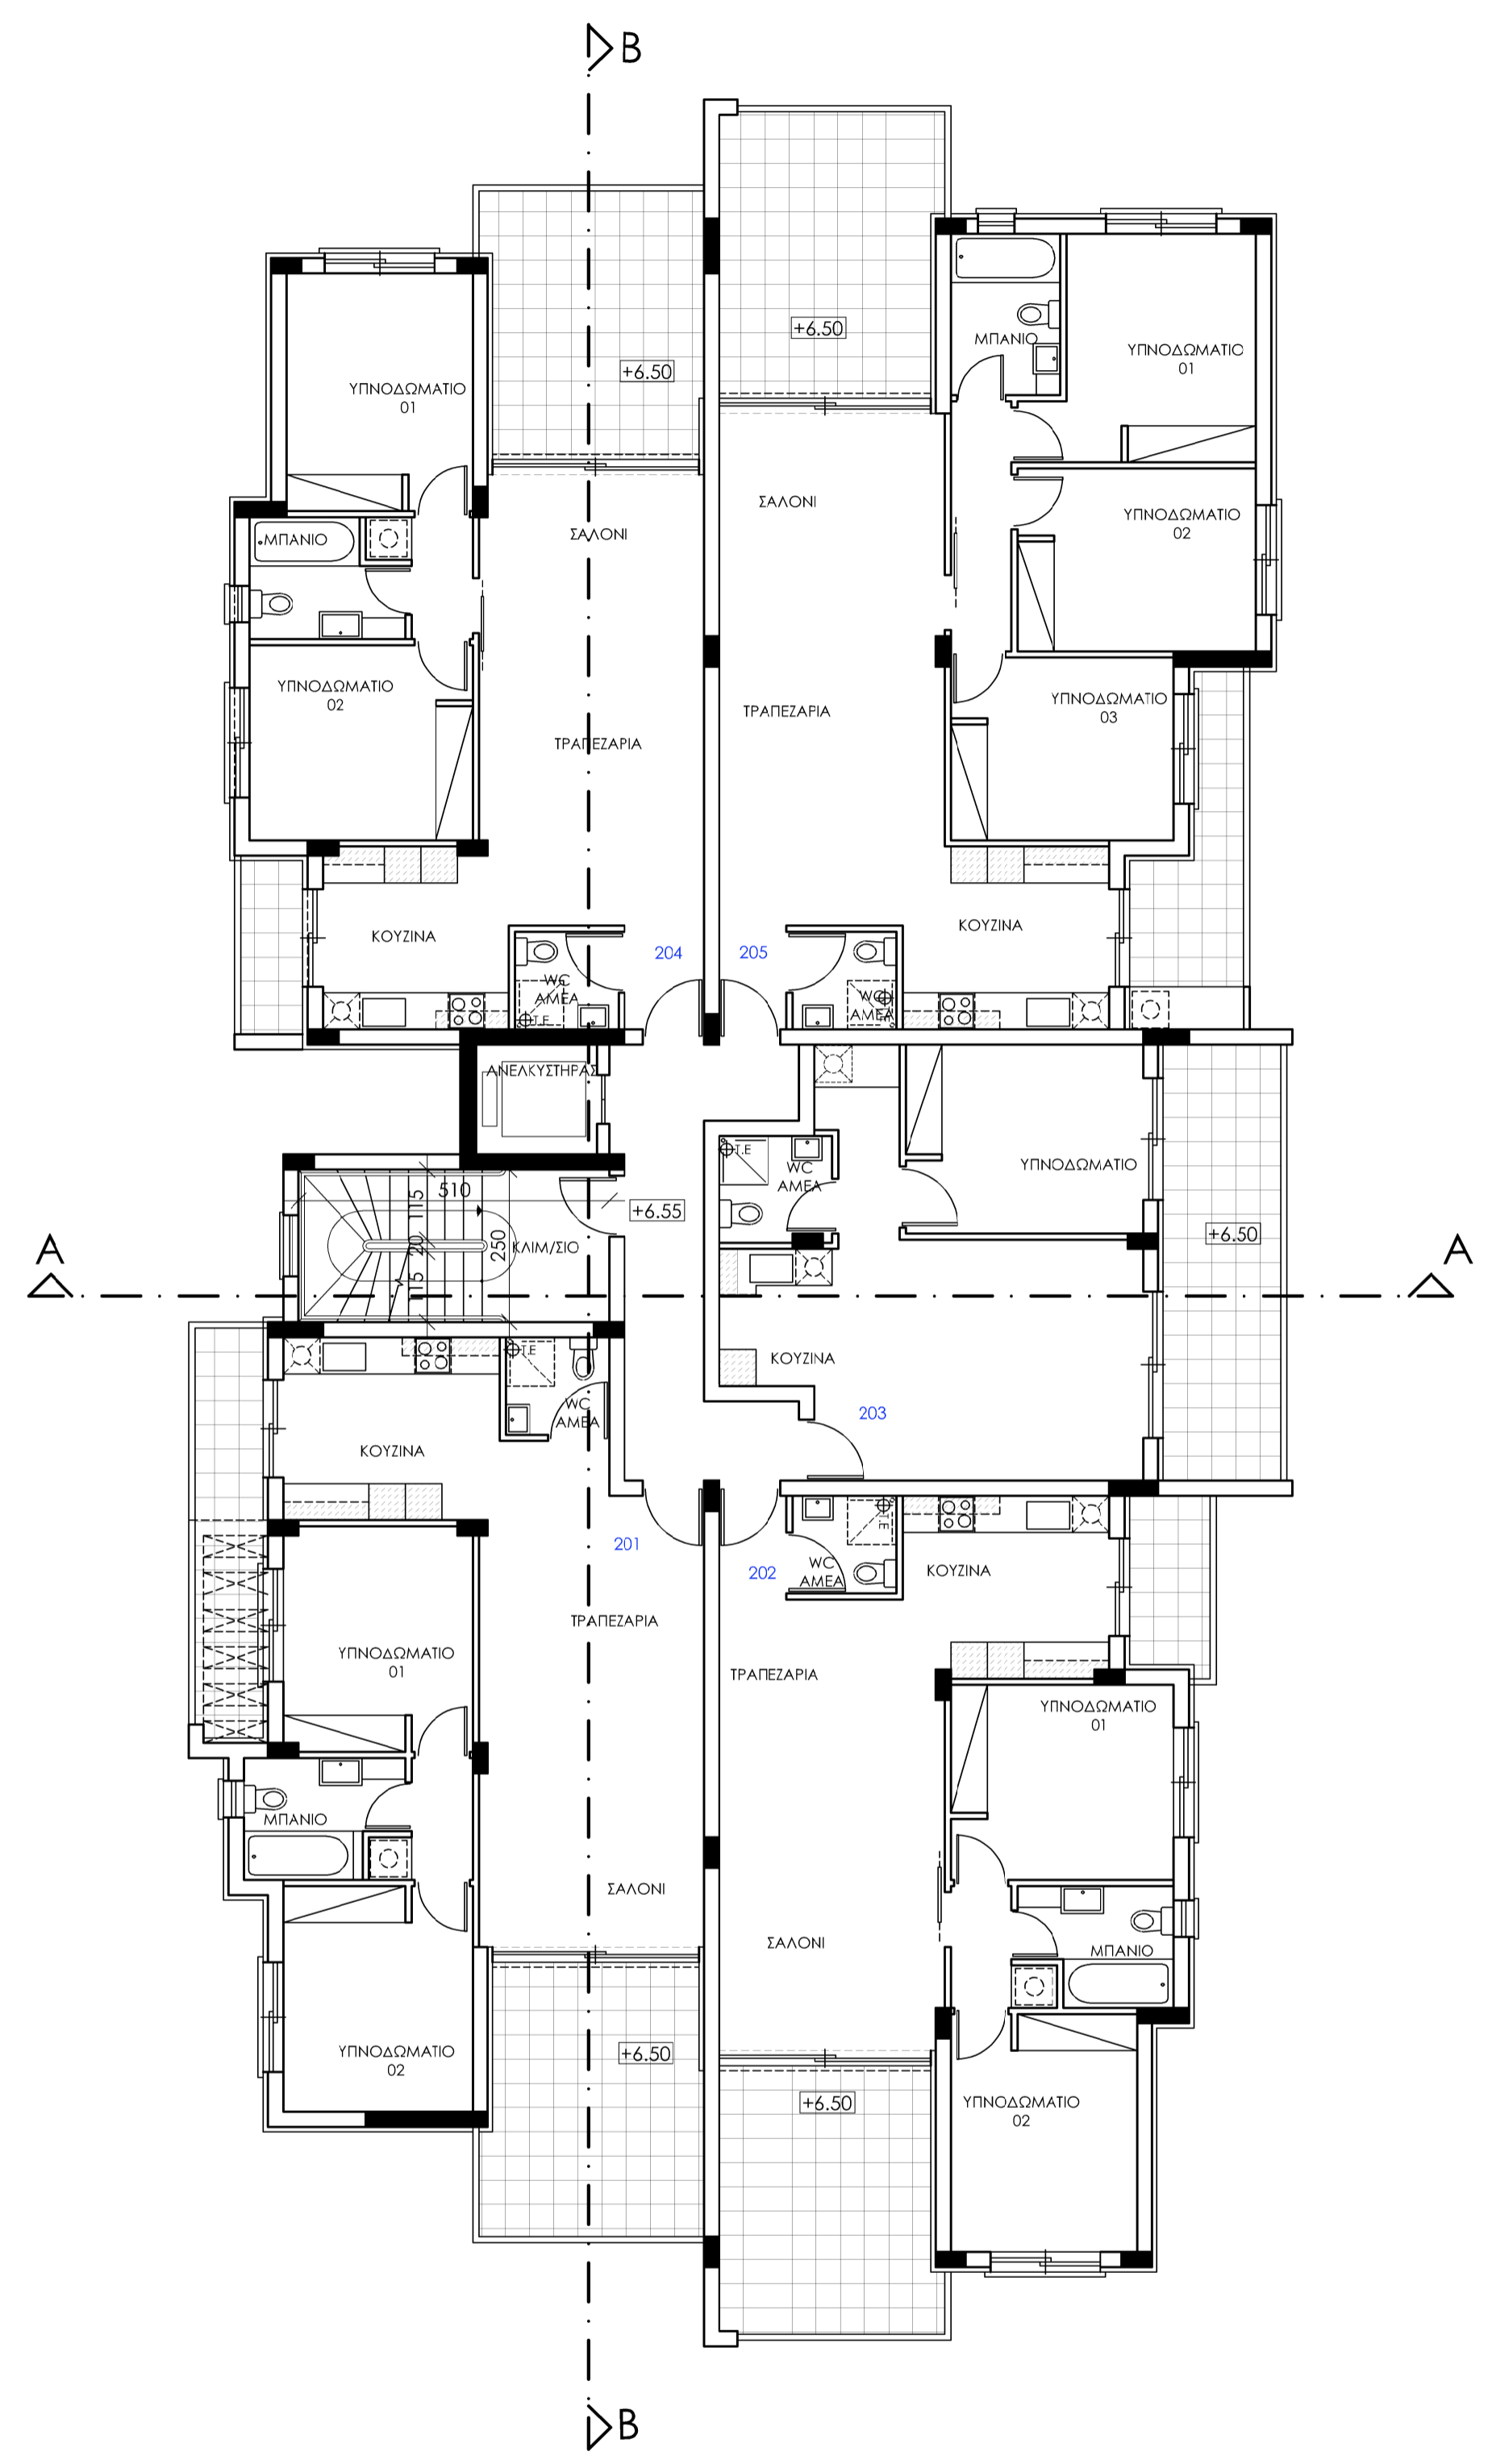 B
+6.50
+6.50
ΥΠΝΟΔΩΜΑΤΙΟ
01
ΜΠΑΝΙΟ
ΥΠΝΟΔΩΜΑΤΙΟ
01
ΣΑΛΟΝΙ
ΣΑΛΟΝΙ
ΥΠΝΟΔΩΜΑΤΙΟ
02
ΜΠΑΝΙΟ
ΥΠΝΟΔΩΜΑΤΙΟ
02
ΥΠΝΟΔΩΜΑΤΙΟ
03
ΤΡΑΠΕΖΑΡΙΑ
ΤΡΑΠΕΖΑΡΙΑ
ΚΟΥΖΙΝΑ
WC
ΑΜΕΑ
Τ.Ε
204
205
WC
ΑΜΕΑ
ΚΟΥΖΙΝΑ
ΑΝΕΛΚΥΣΤΗΡΑΣ
Τ.Ε
WC
ΑΜΕΑ
ΥΠΝΟΔΩΜΑΤΙΟ
510
115
20
115
250
ΚΛΙΜ/ΣΙΟ
+6.55
+6.50
A
A
ΚΟΥΖΙΝΑ
203
Τ.Ε
WC
ΑΜΕΑ
ΚΟΥΖΙΝΑ
201
202
Τ.Ε
WC
ΑΜΕΑ
ΚΟΥΖΙΝΑ
ΤΡΑΠΕΖΑΡΙΑ
ΤΡΑΠΕΖΑΡΙΑ
ΥΠΝΟΔΩΜΑΤΙΟ
01
ΥΠΝΟΔΩΜΑΤΙΟ
01
ΜΠΑΝΙΟ
ΣΑΛΟΝΙ
ΣΑΛΟΝΙ
ΜΠΑΝΙΟ
ΥΠΝΟΔΩΜΑΤΙΟ
02
+6.50
+6.50
ΥΠΝΟΔΩΜΑΤΙΟ
02
B